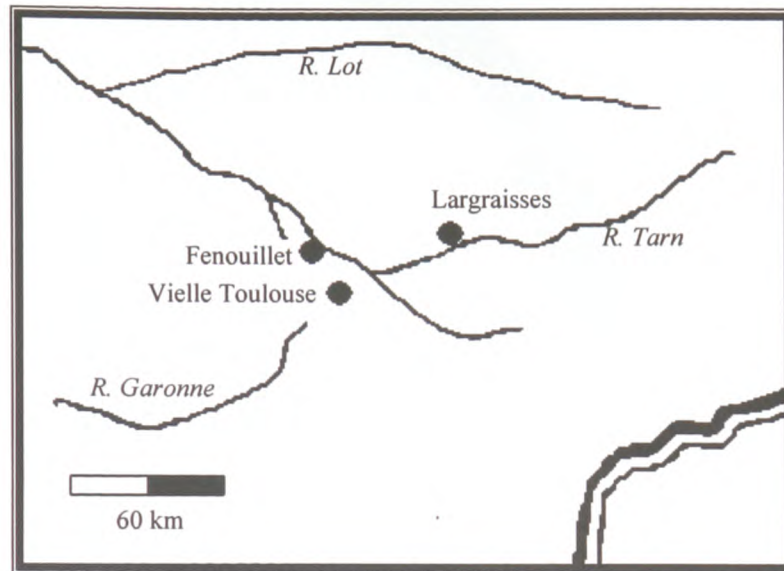 R. Lot
Largraisses
R. Tarn
Fenouillet
Vielle Toulouse
R. Garonne
60 km